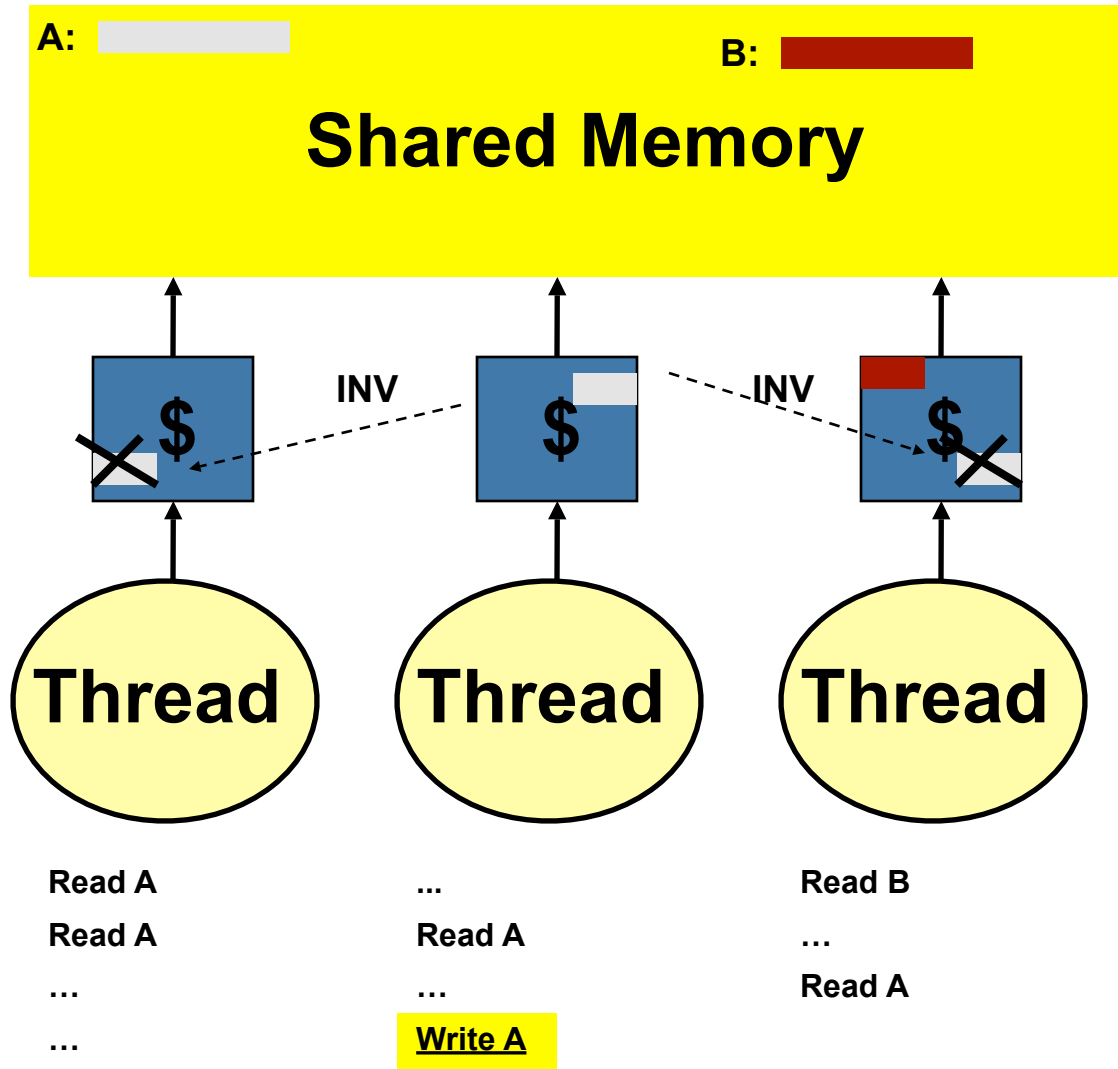 A:
B:
Shared Memory
INV
INV
$
$
$
Thread
Thread
Thread
Read A
...
Read B
Read A
Read A
…
…
…
Read A
…
Write A